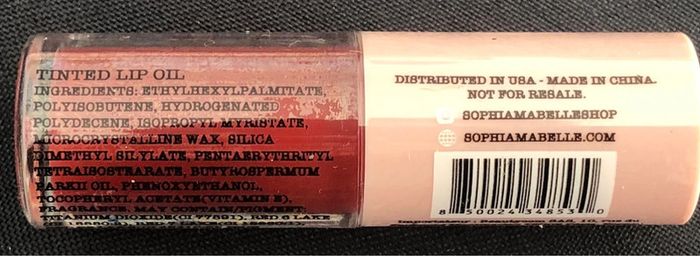 TINTED LIP OIL
INGREDIENTS: ETHYLHEXYLPALMITATE,
POLYISOBUTENE, HYDROGENATED
POLYDECENE, ISOPROPYL MYRISTATE,
MICROCRYSTALLINE WAX, SILICA
DIMETHYL SILYLATE, PENTAERYTHRITYL
TETRAISOSTEARATE, BUTYROSPERMUM
PARKII OIL, PHENOXYETHANOL,
TOCOPHERYL ACETATE(VITAMIN E),
FRAGRANCE. MAY CONTAIN/PIGMENT:
TITANIUM DIOXIDE(CI 77891), RED 6 LAKE
DISTRIBUTED IN USA - MADE IN CHINA.
NOT FOR RESALE.
SOPHIAMABELLESHOP
SOPHIAMABELLE.COM
8 50024 34853 0